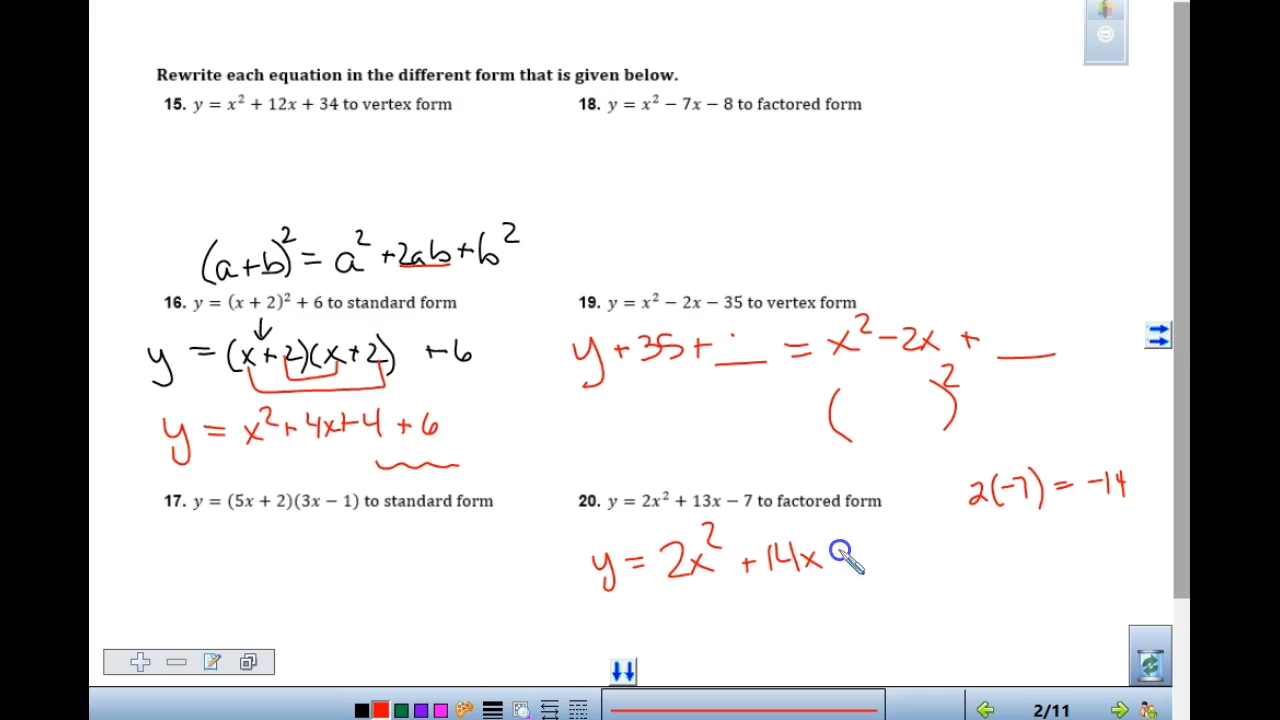 Rewrite each equation in the different form that is given below.
15. y = x² + 12x + 34 to vertex form
18. y = x² − 7x − 8 to factored form
(a+b)² = a² +2ab+b²
16. y = (x + 2)² + 6 to standard form
19. y = x² − 2x − 35 to vertex form
y = (x+2)(x+2) +6
y+35+ __ = x² −2x + __
y = x²+4x+4 +6
( )²
17. y = (5x + 2)(3x − 1) to standard form
20. y = 2x² + 13x − 7 to factored form
2(-7) = -14
y = 2x² +14x
2/11